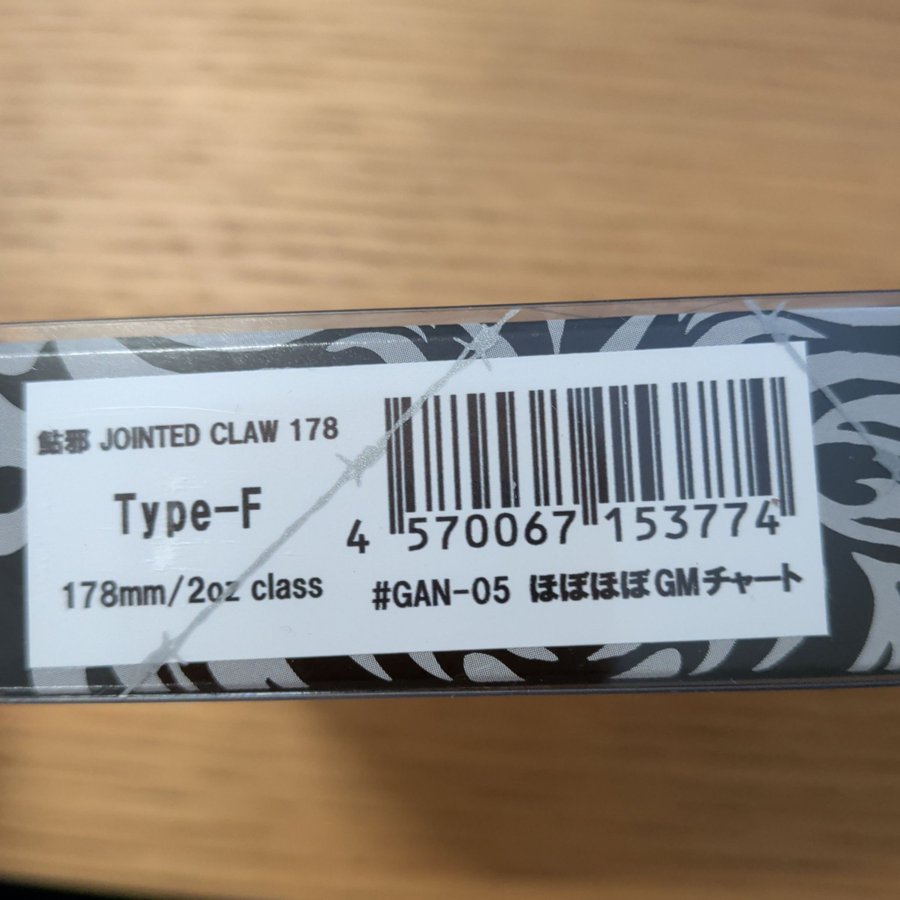 鮎邪 JOINTED CLAW 178
Type-F
178mm/2oz class
4 570067 153774
#GAN-05 ほぼほぼGMチャート